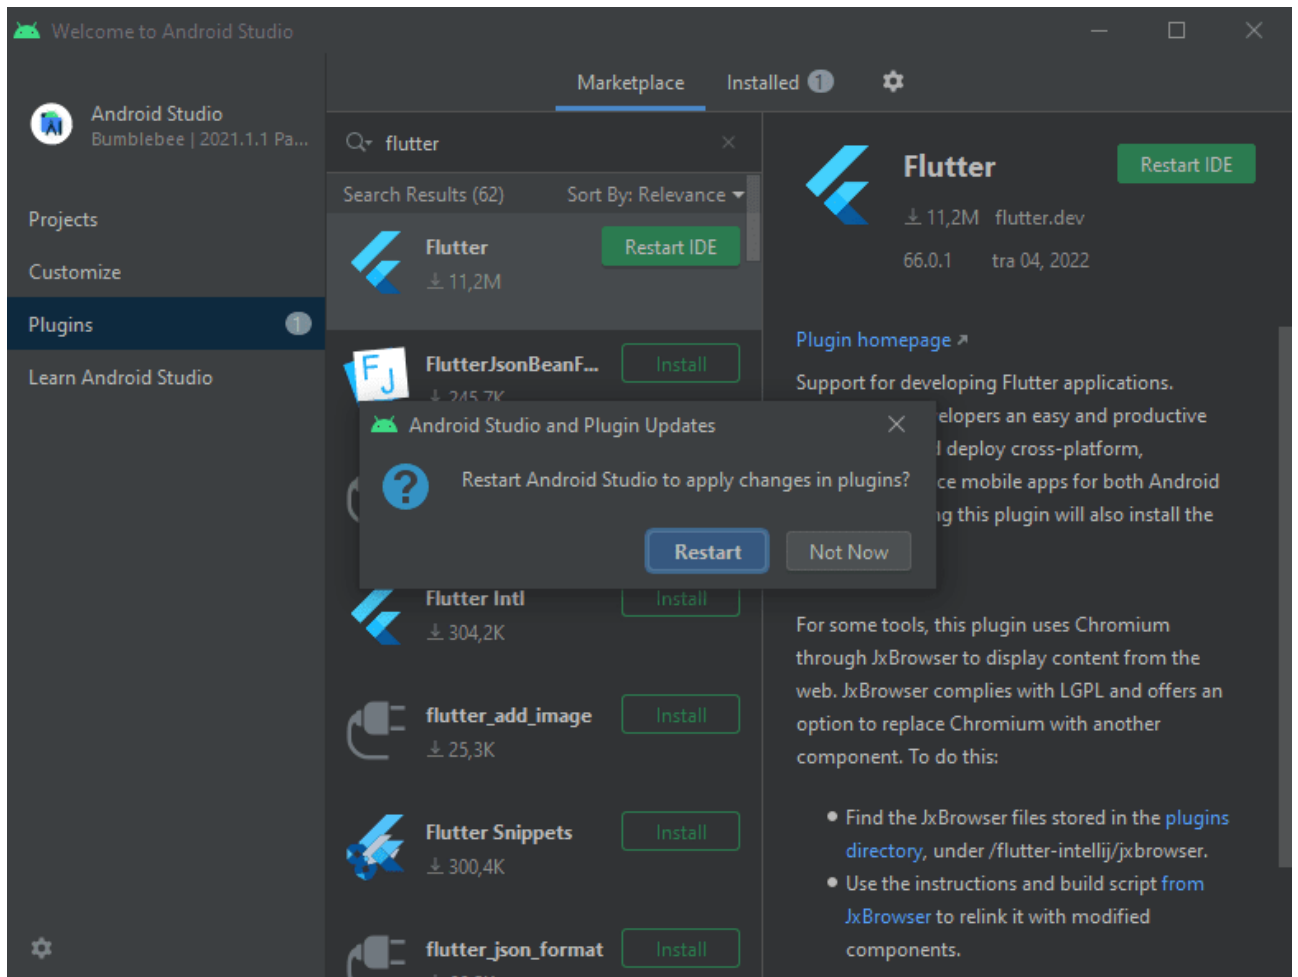 Welcome to Android Studio
Marketplace
Installed 1
Android Studio
Bumblebee | 2021.1.1 Pa...
Projects
Customize
Plugins 1
Learn Android Studio
flutter
Search Results (62) Sort By: Relevance
Flutter Restart IDE
11,2M
FlutterJsonBeanF... Install
245,7K
Flutter Intl Install
304,2K
flutter_add_image Install
25,3K
Flutter Snippets Install
300,4K
flutter_json_format Install
Android Studio and Plugin Updates
Restart Android Studio to apply changes in plugins?
Restart Not Now
Flutter Restart IDE
11,2M flutter.dev
66.0.1 tra 04, 2022
Plugin homepage
Support for developing Flutter applications.
elopers an easy and productive
deploy cross-platform,
ce mobile apps for both Android
g this plugin will also install the
For some tools, this plugin uses Chromium
through JxBrowser to display content from the
web. JxBrowser complies with LGPL and offers an
option to replace Chromium with another
component. To do this:
Find the JxBrowser files stored in the plugins
directory, under /flutter-intellij/jxbrowser.
Use the instructions and build script from
JxBrowser to relink it with modified
components.